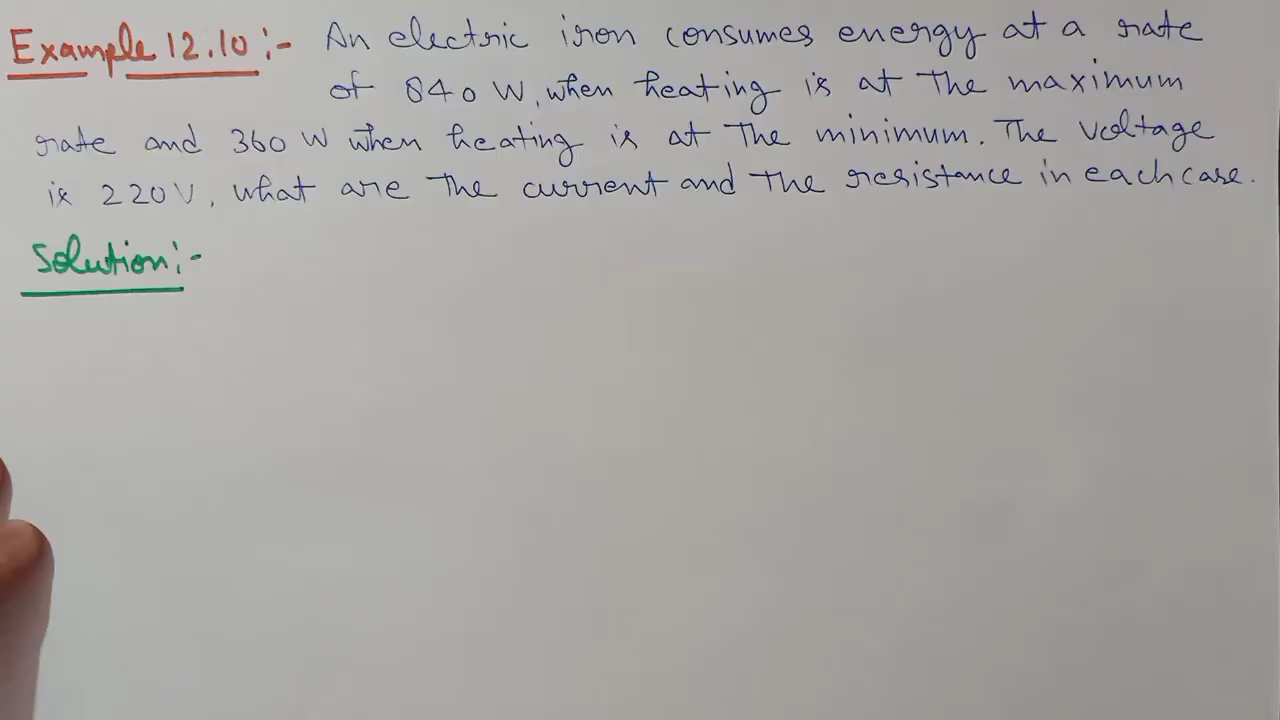 Example 12.10:- An electric iron consumes energy at a rate
of 840 W, when heating is at the maximum
rate and 360 W when heating is at the minimum. The voltage
is 220V, what are the current and the resistance in each case.
Solution:-